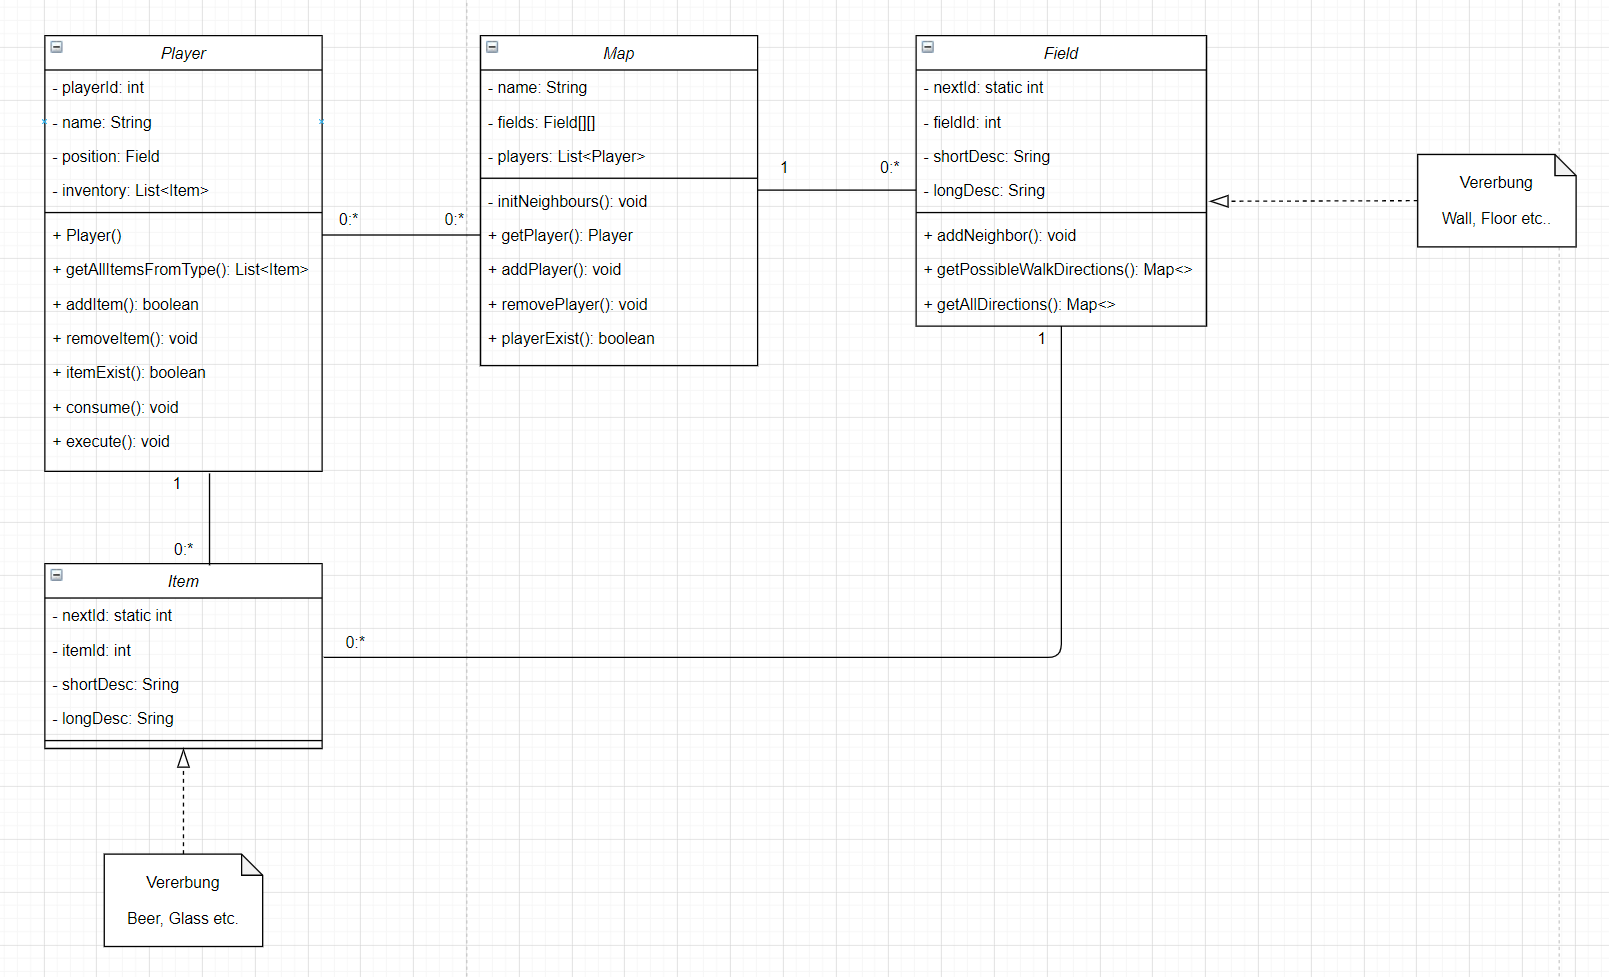 Player
- playerId: int
- name: String
- position: Field
- inventory: List<Item>
+ Player()
+ getAllItemsFromType(): List<Item>
+ addItem(): boolean
+ removeItem(): void
+ itemExist(): boolean
+ consume(): void
+ execute(): void
0:*
0:*
Map
- name: String
- fields: Field[][]
- players: List<Player>
- initNeighbours(): void
+ getPlayer(): Player
+ addPlayer(): void
+ removePlayer(): void
+ playerExist(): boolean
1
0:*
Field
- nextId: static int
- fieldId: int
- shortDesc: Sring
- longDesc: Sring
+ addNeighbor(): void
+ getPossibleWalkDirections(): Map<>
+ getAllDirections(): Map<>
Vererbung
Wall, Floor etc..
1
1
0:*
Item
- nextId: static int
- itemId: int
- shortDesc: Sring
- longDesc: Sring
0:*
Vererbung
Beer, Glass etc.